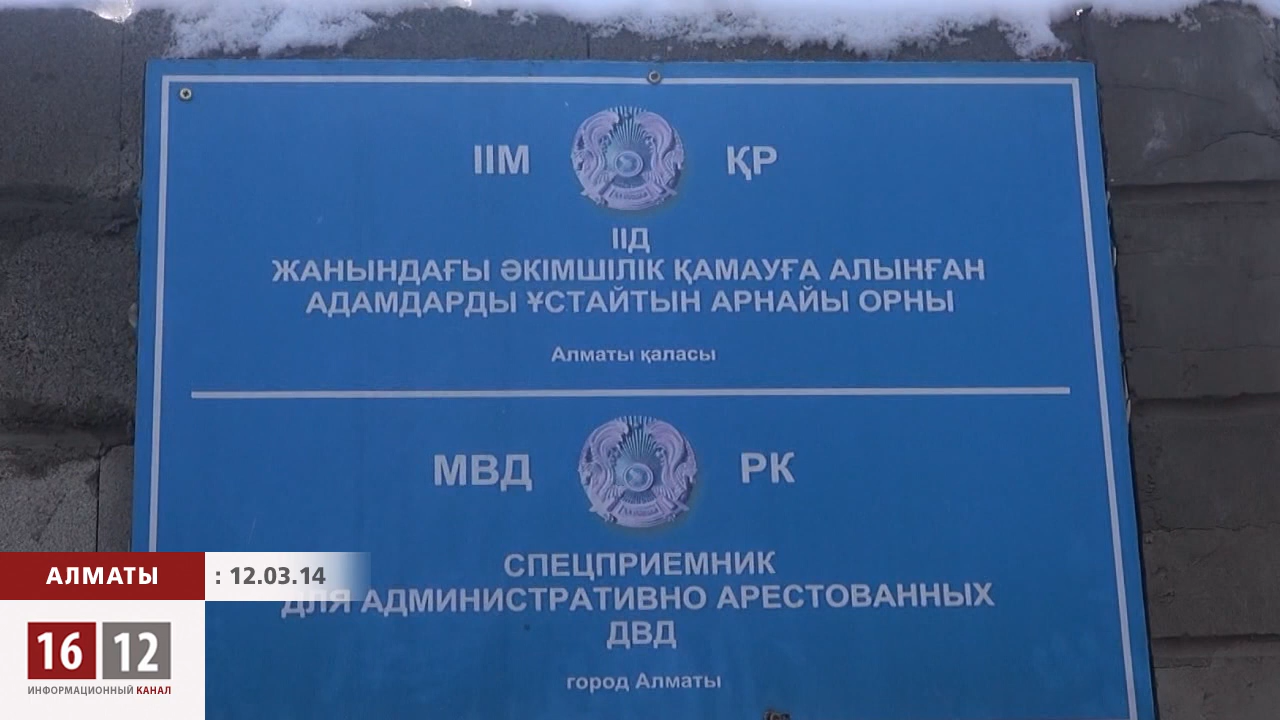 ІІМ ҚР
ІІД
ЖАНЫНДАҒЫ ӘКІМШІЛІК ҚАМАУҒА АЛЫНҒАН
АДАМДАРДЫ ҰСТАЙТЫН АРНАЙЫ ОРНЫ
Алматы қаласы
МВД РК
СПЕЦПРИЕМНИК
ДЛЯ АДМИНИСТРАТИВНО АРЕСТОВАННЫХ
ДВД
город Алматы
АЛМАТЫ : 12.03.14
16 12
ИНФОРМАЦИОННЫЙ КАНАЛ